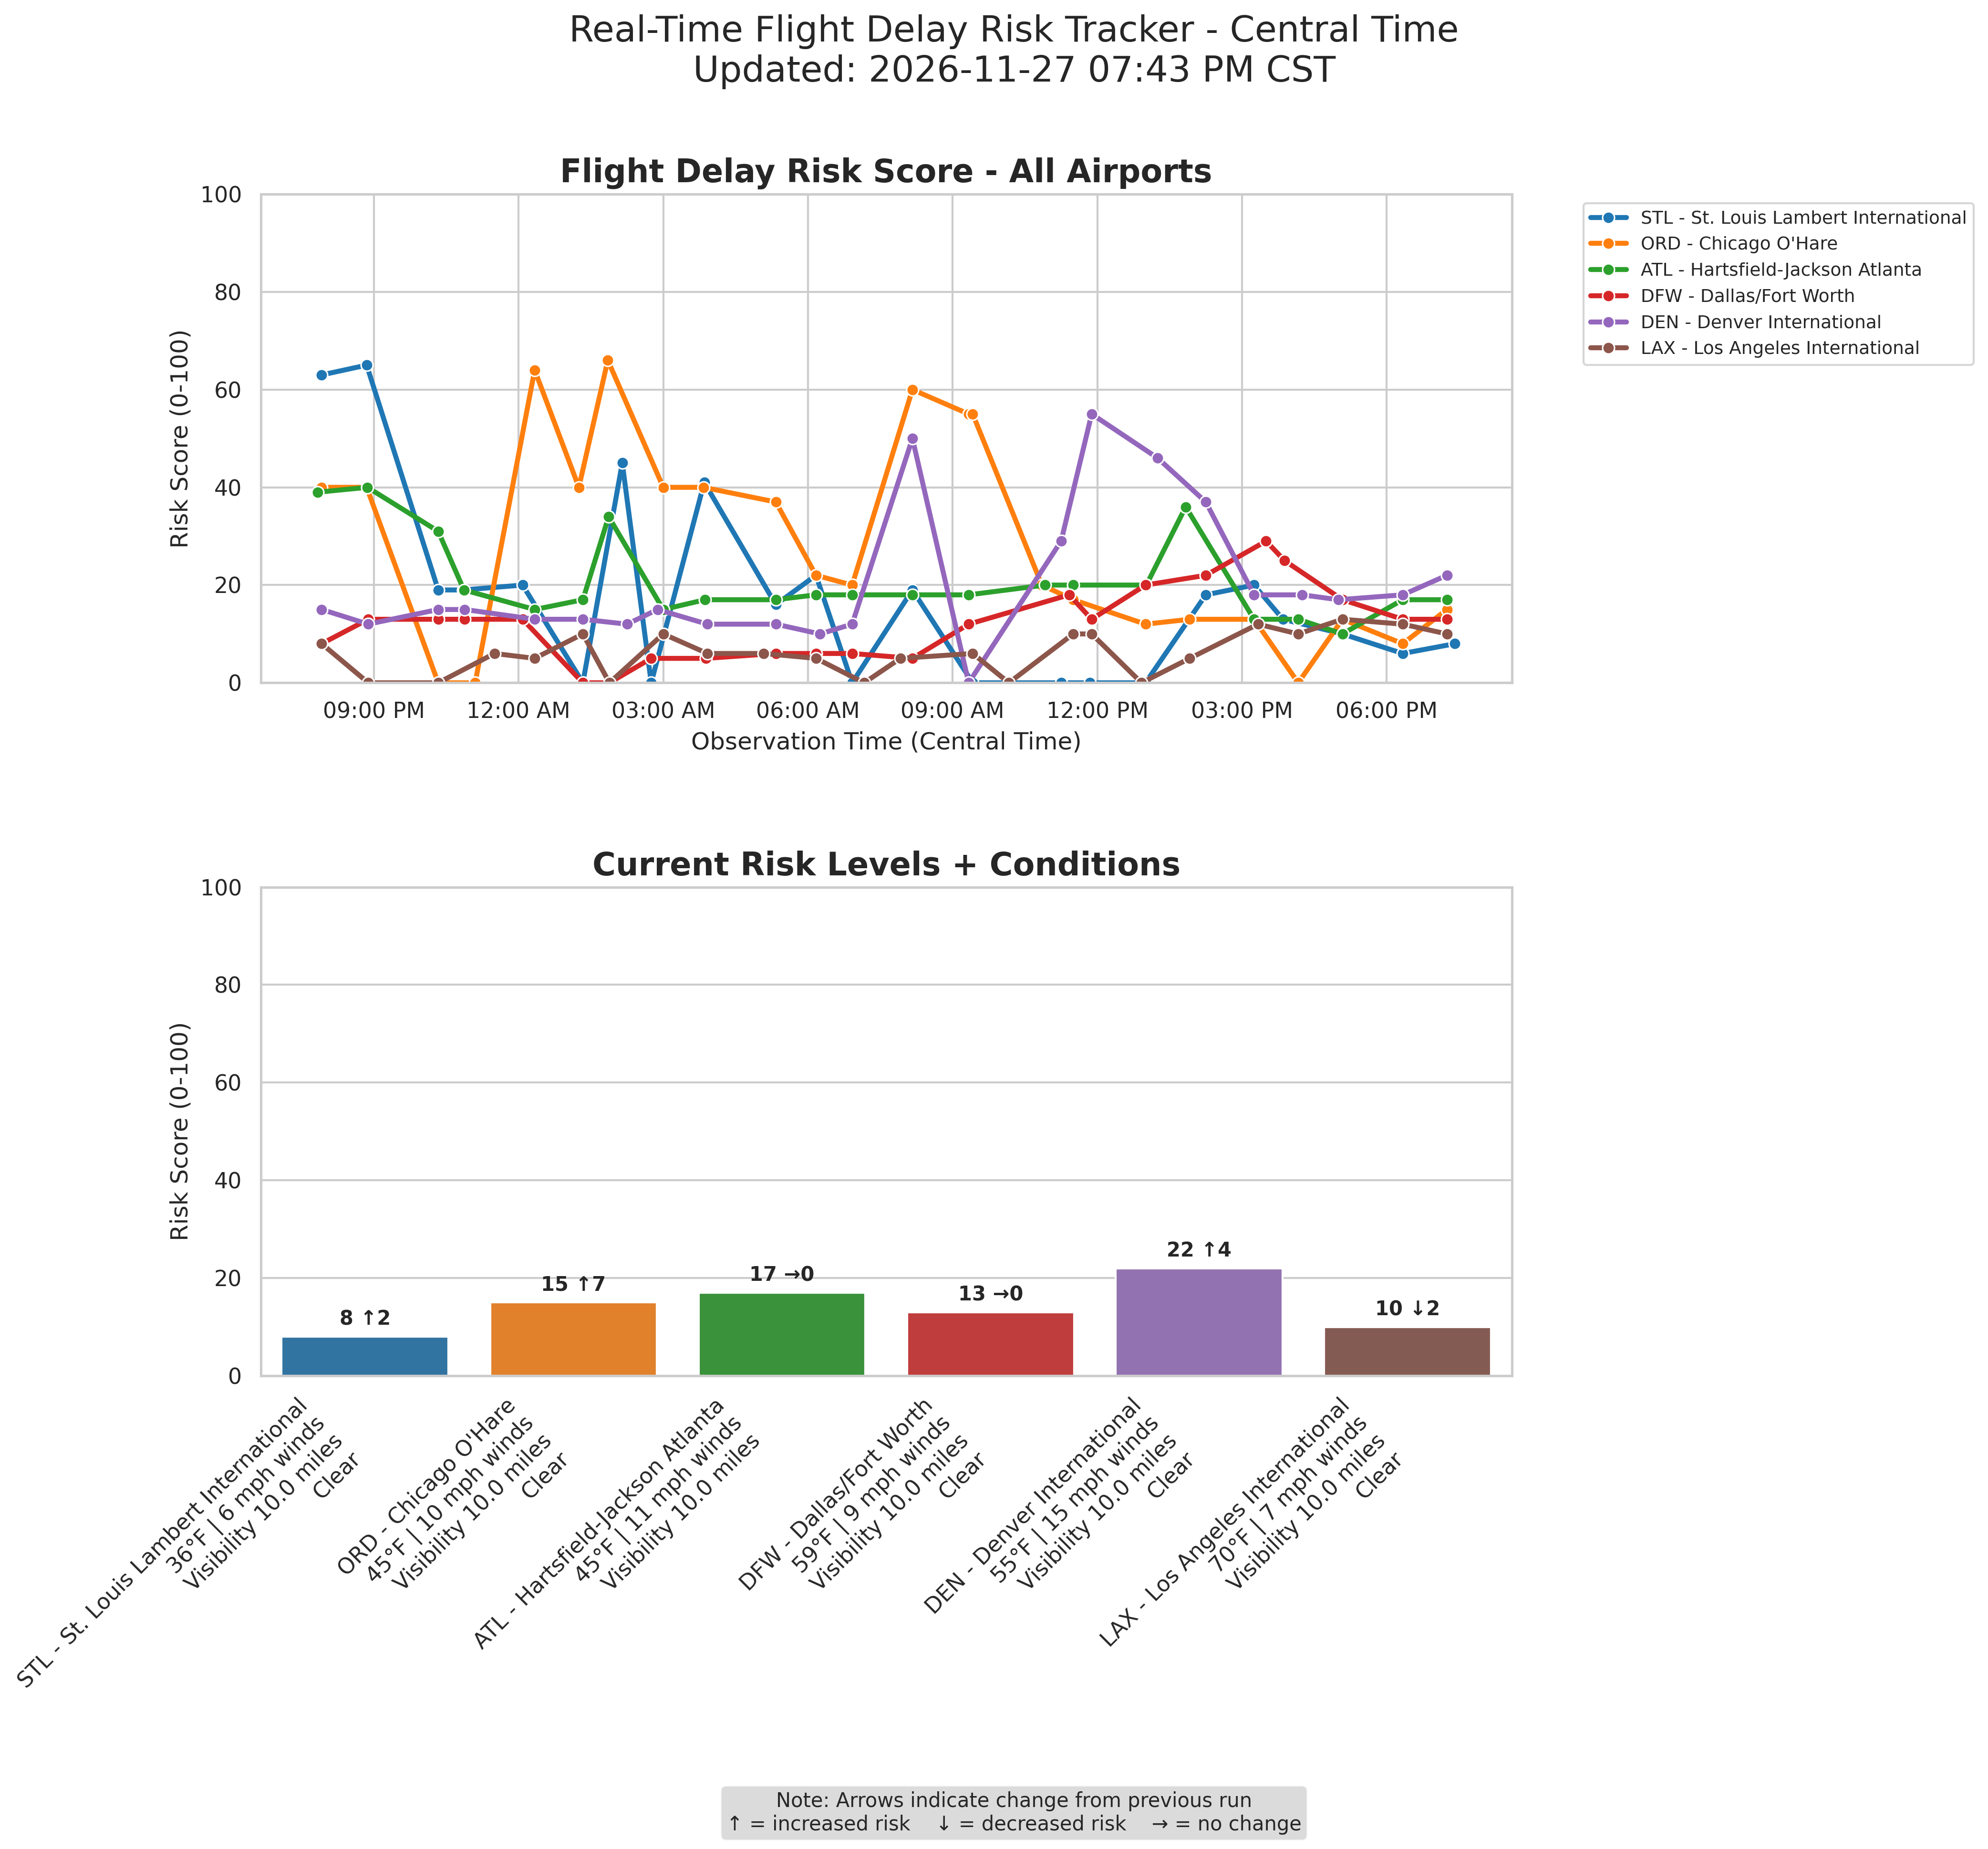 Real-Time Flight Delay Risk Tracker - Central Time
Updated: 2026-11-27 07:43 PM CST
Flight Delay Risk Score - All Airports
Risk Score (0-100)
100
80
60
40
20
0
09:00 PM
12:00 AM
03:00 AM
06:00 AM
09:00 AM
12:00 PM
03:00 PM
06:00 PM
Observation Time (Central Time)
STL - St. Louis Lambert International
ORD - Chicago O'Hare
ATL - Hartsfield-Jackson Atlanta
DFW - Dallas/Fort Worth
DEN - Denver International
LAX - Los Angeles International
Current Risk Levels + Conditions
Risk Score (0-100)
100
80
60
40
20
0
8 ↑2
15 ↑7
17 →0
13 →0
22 ↑4
10 ↓2
STL - St. Louis Lambert International
36°F | 6 mph winds
Visibility 10.0 miles
Clear
ORD - Chicago O'Hare
45°F | 10 mph winds
Visibility 10.0 miles
Clear
ATL - Hartsfield-Jackson Atlanta
45°F | 11 mph winds
Visibility 10.0 miles
DFW - Dallas/Fort Worth
59°F | 9 mph winds
Visibility 10.0 miles
Clear
DEN - Denver International
55°F | 15 mph winds
Visibility 10.0 miles
Clear
LAX - Los Angeles International
70°F | 7 mph winds
Visibility 10.0 miles
Clear
Note: Arrows indicate change from previous run
↑ = increased risk    ↓ = decreased risk    → = no change